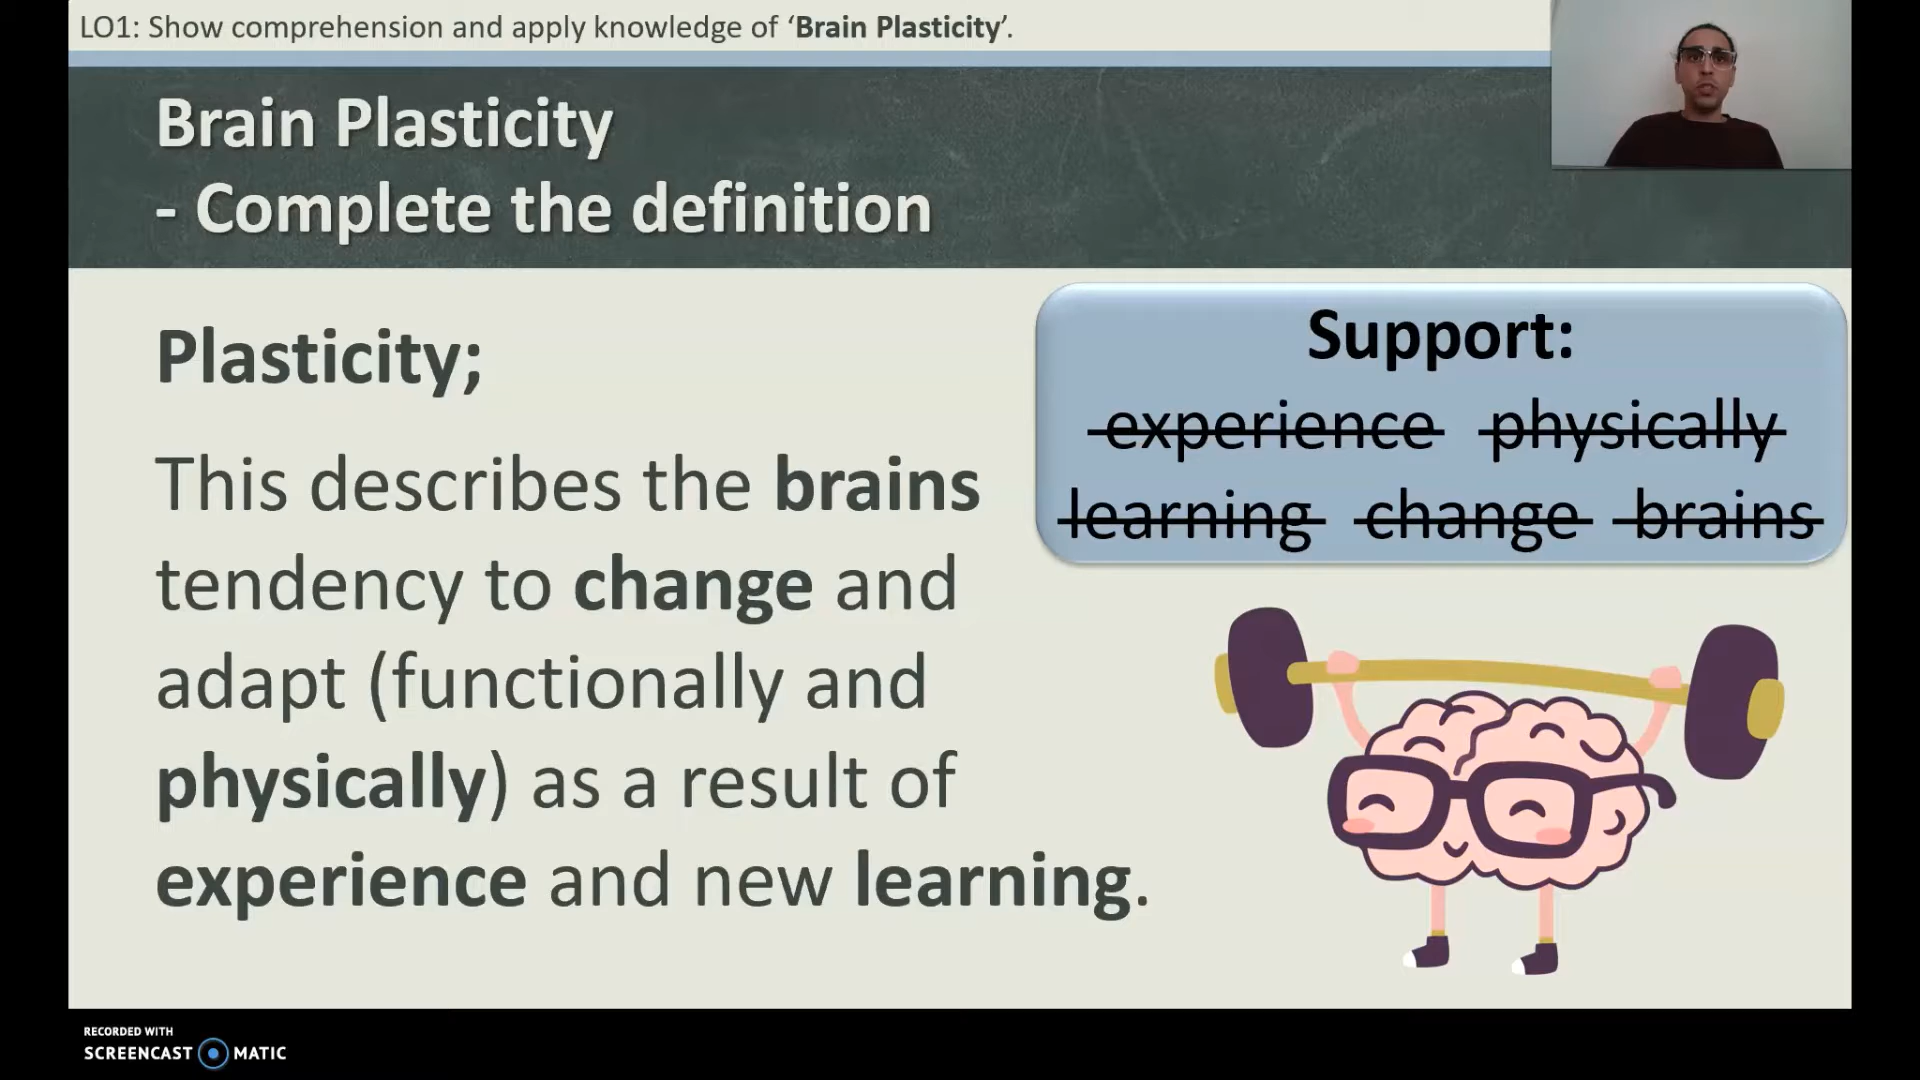 LO1: Show comprehension and apply knowledge of ‘Brain Plasticity’.
Brain Plasticity
- Complete the definition
Plasticity;
This describes the brains
tendency to change and
adapt (functionally and
physically) as a result of
experience and new learning.
Support:
experience physically
learning change brains
RECORDED WITH
SCREENCAST MATIC